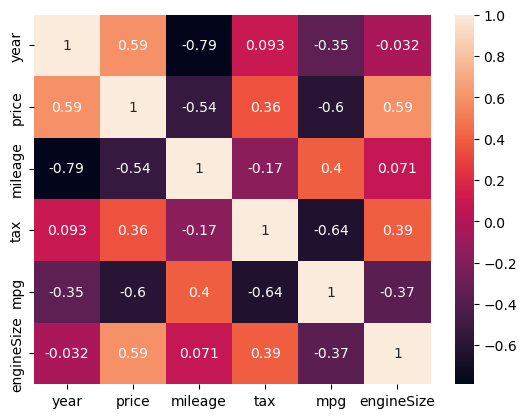 year 1 0.59 -0.79 0.093 -0.35 -0.032
price 0.59 1 -0.54 0.36 -0.6 0.59
mileage -0.79 -0.54 1 -0.17 0.4 0.071
tax 0.093 0.36 -0.17 1 -0.64 0.39
mpg -0.35 -0.6 0.4 -0.64 1 -0.37
engineSize -0.032 0.59 0.071 0.39 -0.37 1
year price mileage tax mpg engineSize
1.0
0.8
0.6
0.4
0.2
0.0
−0.2
−0.4
−0.6